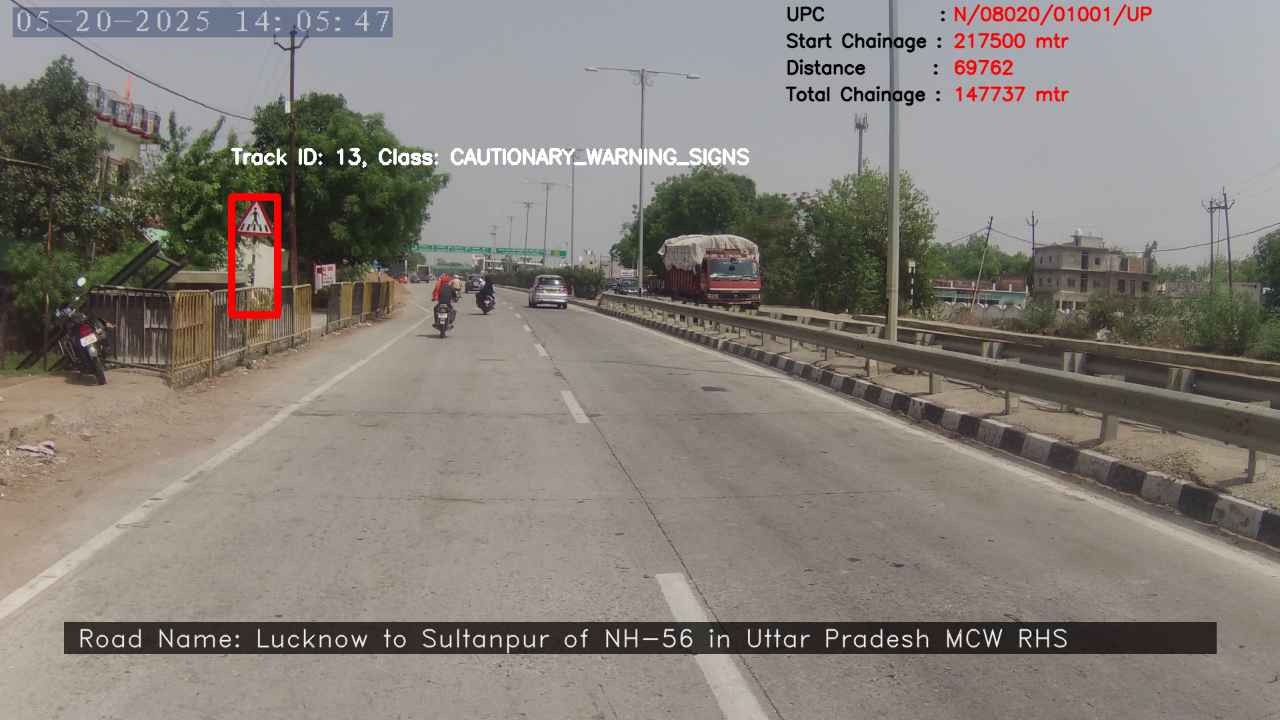 05-20-2025 14:05:47
UPC : N/08020/01001/UP
Start Chainage : 217500 mtr
Distance : 69762
Total Chainage : 147737 mtr
Track ID: 13, Class: CAUTIONARY_WARNING_SIGNS
Road Name: Lucknow to Sultanpur of NH-56 in Uttar Pradesh MCW RHS